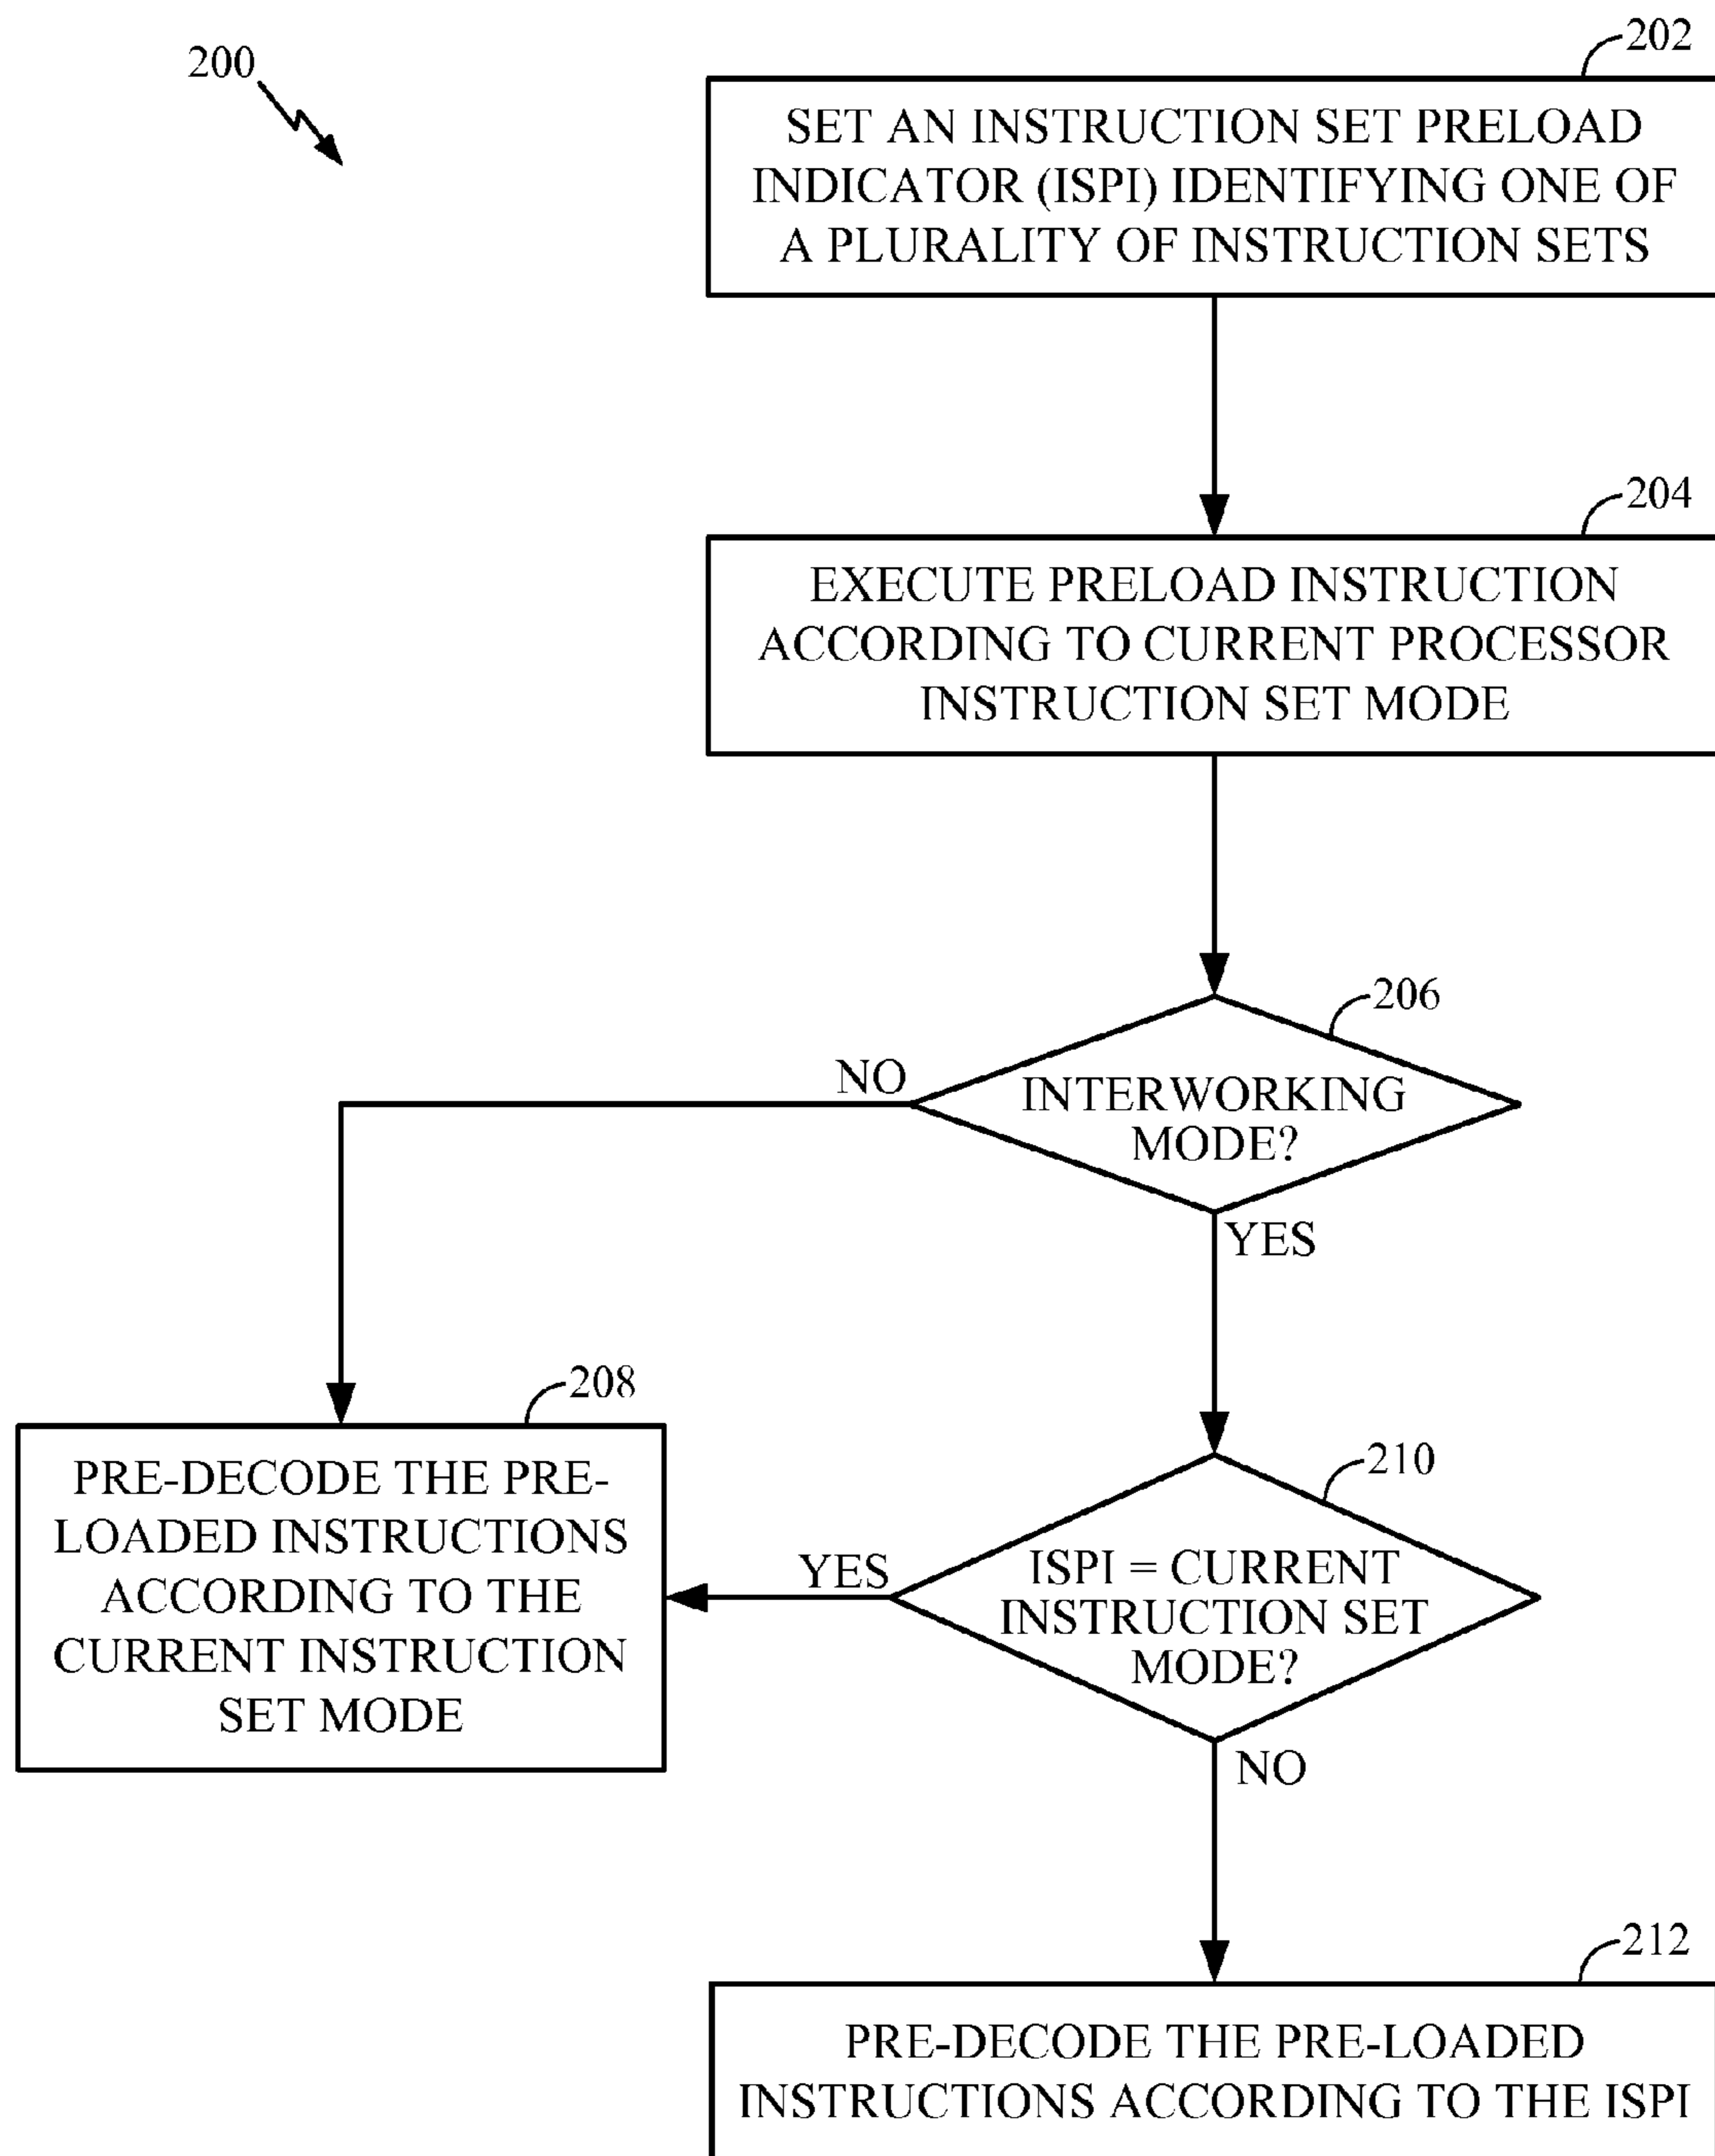 200
202
SET AN INSTRUCTION SET PRELOAD
INDICATOR (ISPI) IDENTIFYING ONE OF
A PLURALITY OF INSTRUCTION SETS
204
EXECUTE PRELOAD INSTRUCTION
ACCORDING TO CURRENT PROCESSOR
INSTRUCTION SET MODE
206
INTERWORKING
MODE?
NO
YES
208
PRE-DECODE THE PRE-
LOADED INSTRUCTIONS
ACCORDING TO THE
CURRENT INSTRUCTION
SET MODE
210
ISPI = CURRENT
INSTRUCTION SET
MODE?
YES
NO
212
PRE-DECODE THE PRE-LOADED
INSTRUCTIONS ACCORDING TO THE ISPI